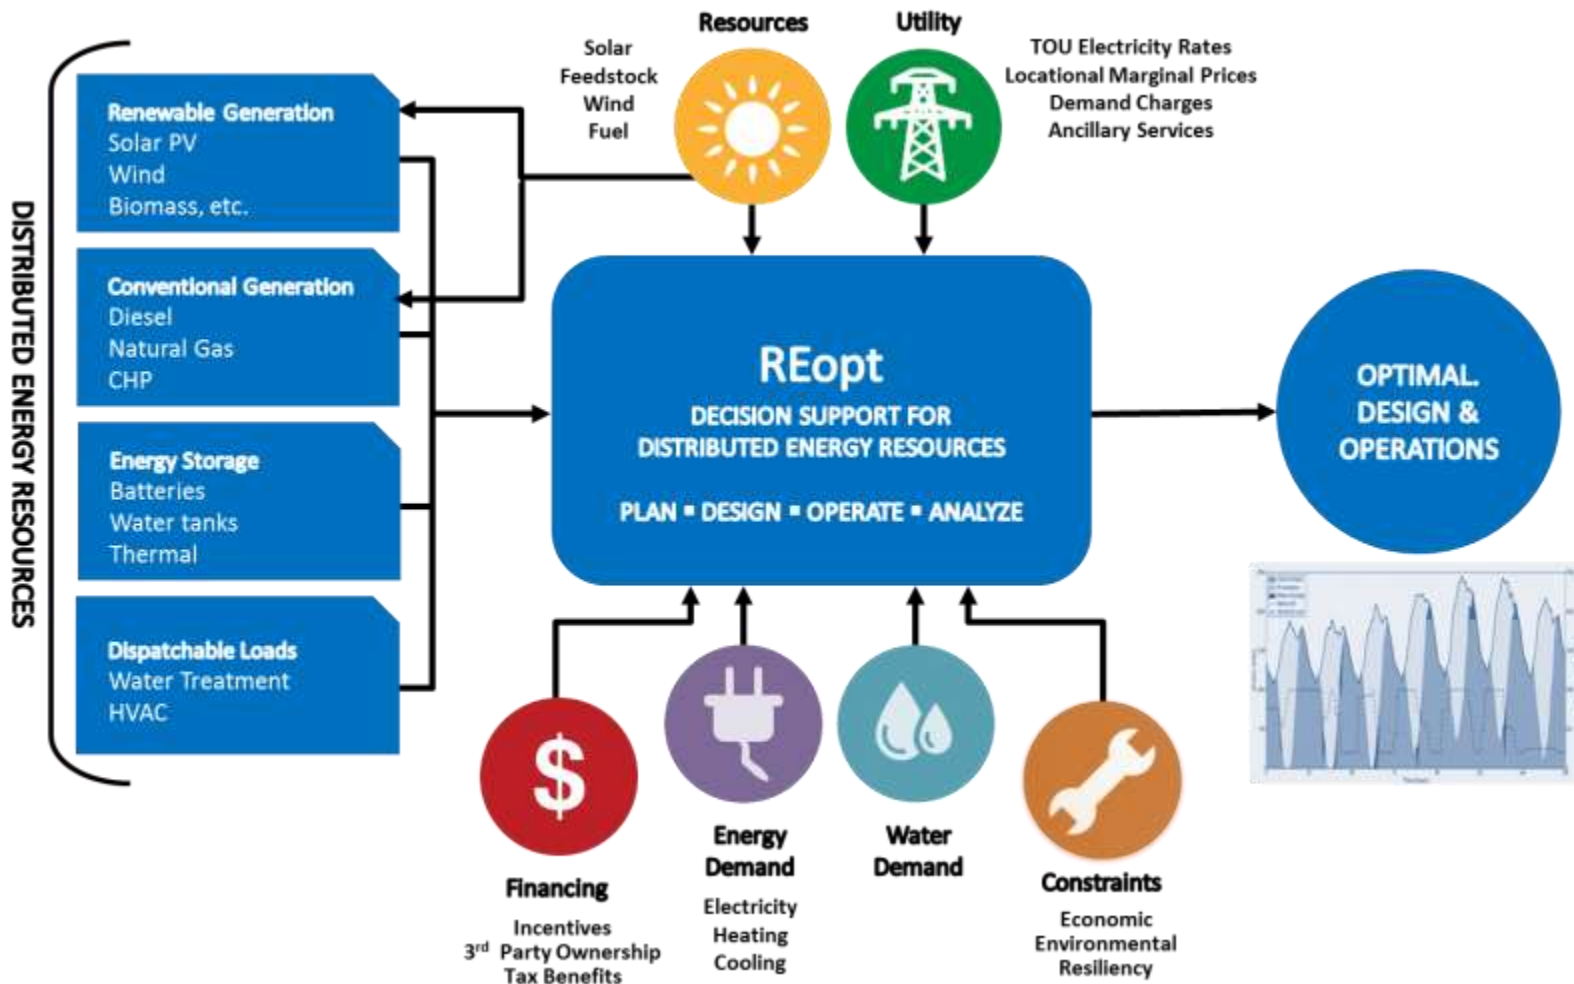 Resources
Solar
Feedstock
Wind
Fuel
Utility
TOU Electricity Rates
Locational Marginal Prices
Demand Charges
Ancillary Services
DISTRIBUTED ENERGY RESOURCES
Renewable Generation
Solar PV
Wind
Biomass, etc.
Conventional Generation
Diesel
Natural Gas
CHP
Energy Storage
Batteries
Water tanks
Thermal
Dispatchable Loads
Water Treatment
HVAC
REopt
DECISION SUPPORT FOR
DISTRIBUTED ENERGY RESOURCES
PLAN ▪ DESIGN ▪ OPERATE ▪ ANALYZE
OPTIMAL.
DESIGN &
OPERATIONS
$
Financing
Incentives
3rd Party Ownership
Tax Benefits
Energy
Demand
Electricity
Heating
Cooling
Water
Demand
Constraints
Economic
Environmental
Resiliency